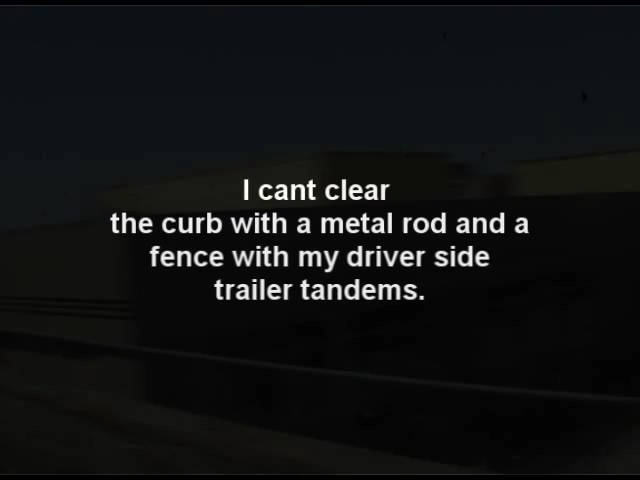 I cant clear
the curb with a metal rod and a
fence with my driver side
trailer tandems.